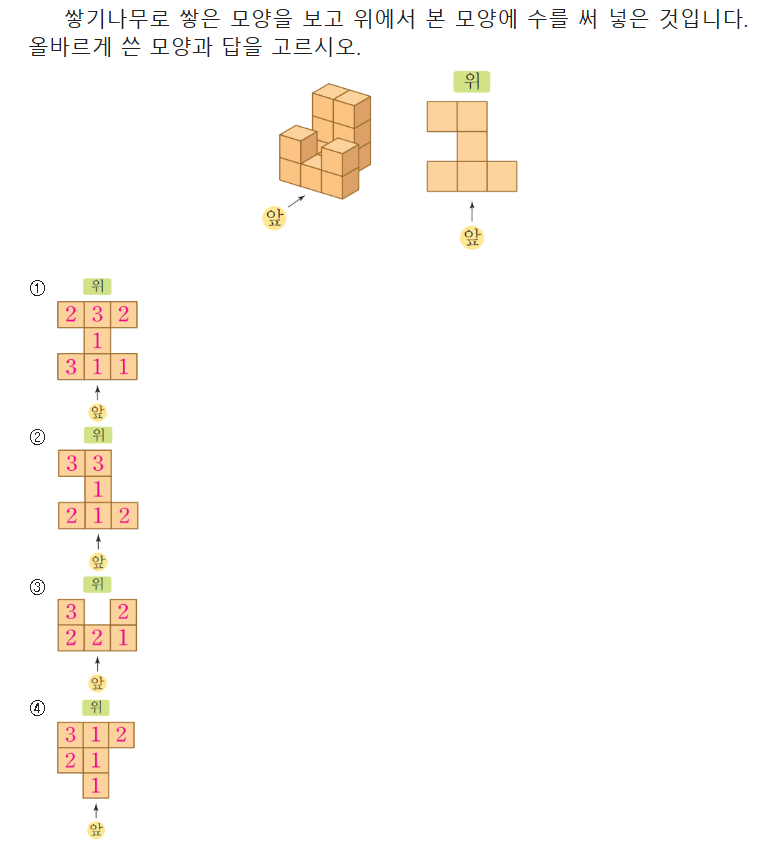 쌓기나무로 쌓은 모양을 보고 위에서 본 모양에 수를 써 넣은 것입니다.
올바르게 쓴 모양과 답을 고르시오.
위
앞
앞
①
위
2 3 2
1
3 1 1
앞
②
위
3 3
1
2 1 2
앞
③
위
3 2
2 2 1
앞
④
위
3 1 2
2 1
1
앞